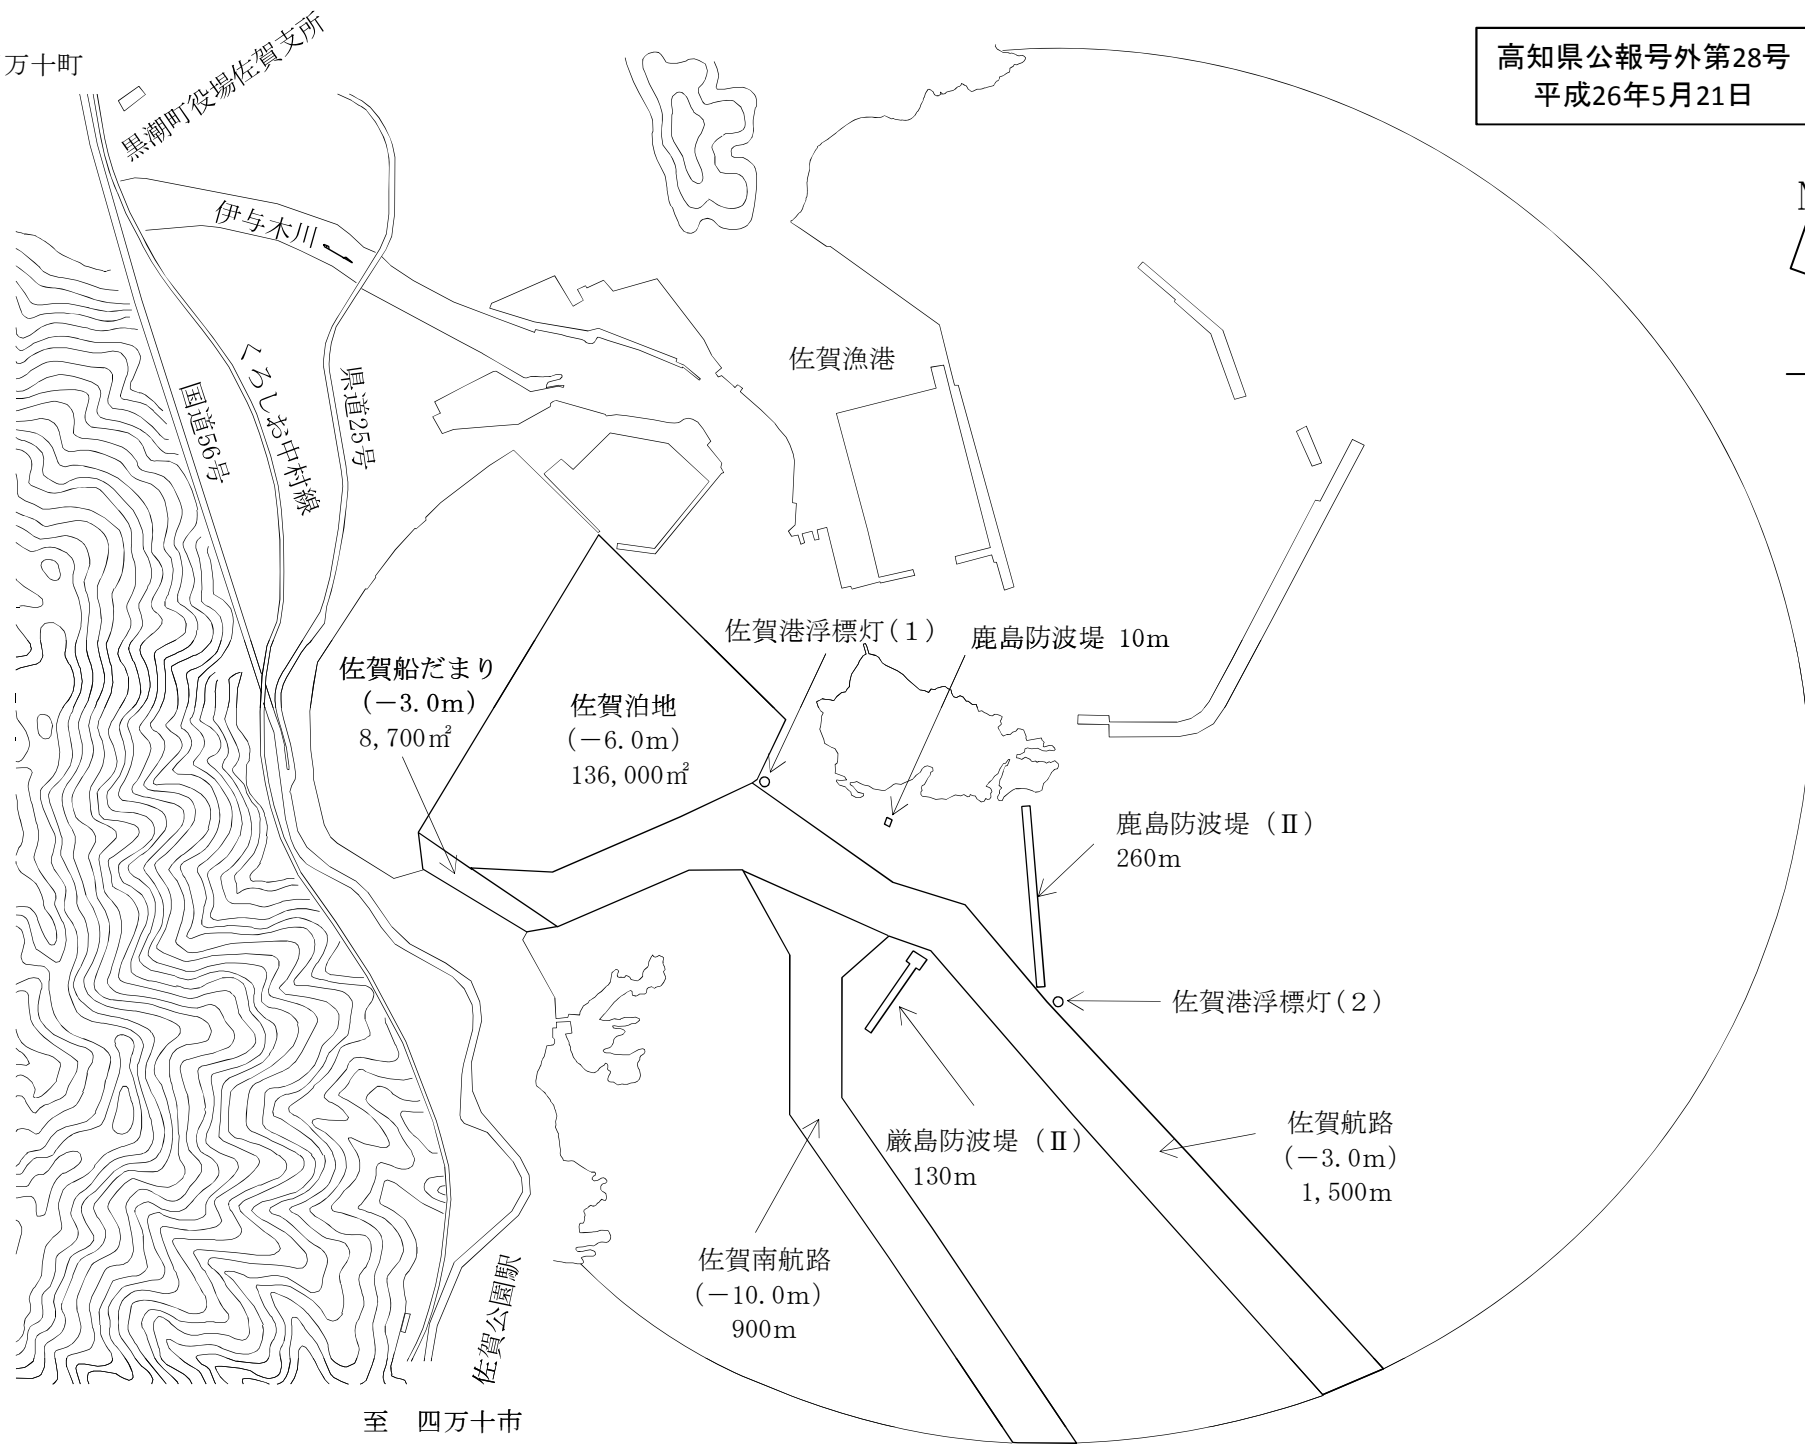 高知県公報号外第28号
平成26年5月21日
万十町
黒潮町役場佐賀支所
伊与木川
国道56号
くろしお中村線
県道25号
佐賀漁港
佐賀港浮標灯(1)
鹿島防波堤 10m
佐賀船だまり
(-3.0m)
8,700㎡
佐賀泊地
(-6.0m)
136,000㎡
鹿島防波堤(Ⅱ)
260m
佐賀港浮標灯(2)
厳島防波堤(Ⅱ)
130m
佐賀航路
(-3.0m)
1,500m
佐賀南航路
(-10.0m)
900m
佐賀公園駅
至 四万十市